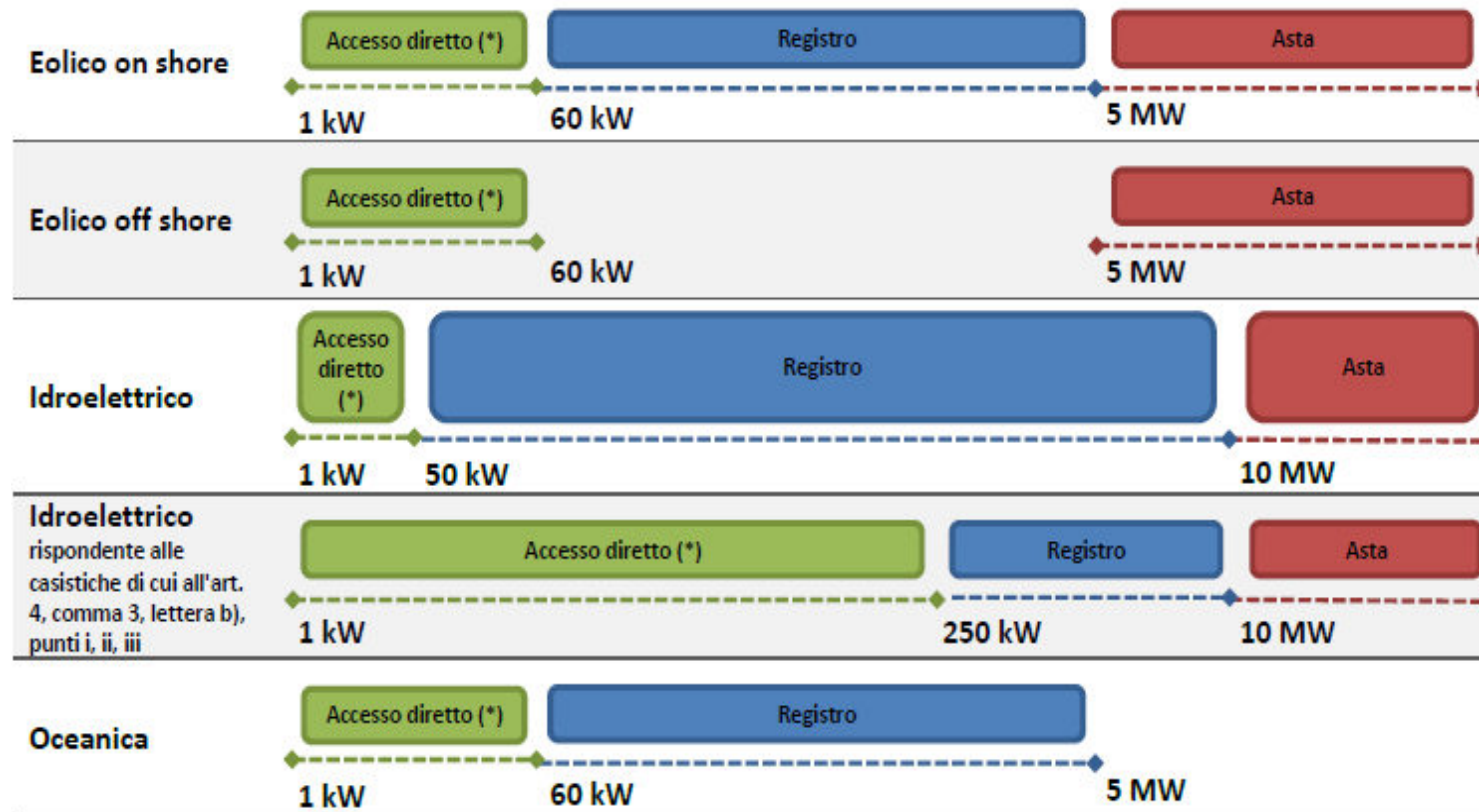 Eolico on shore
Accesso diretto (*)
Registro
Asta
1 kW
60 kW
5 MW
Eolico off shore
Accesso diretto (*)
Asta
1 kW
60 kW
5 MW
Idroelettrico
Accesso
diretto
(*)
Registro
Asta
1 kW
50 kW
10 MW
Idroelettrico
rispondente alle
casistiche di cui all'art.
4, comma 3, lettera b),
punti i, ii, iii
Accesso diretto (*)
Registro
Asta
1 kW
250 kW
10 MW
Oceanica
Accesso diretto (*)
Registro
1 kW
60 kW
5 MW